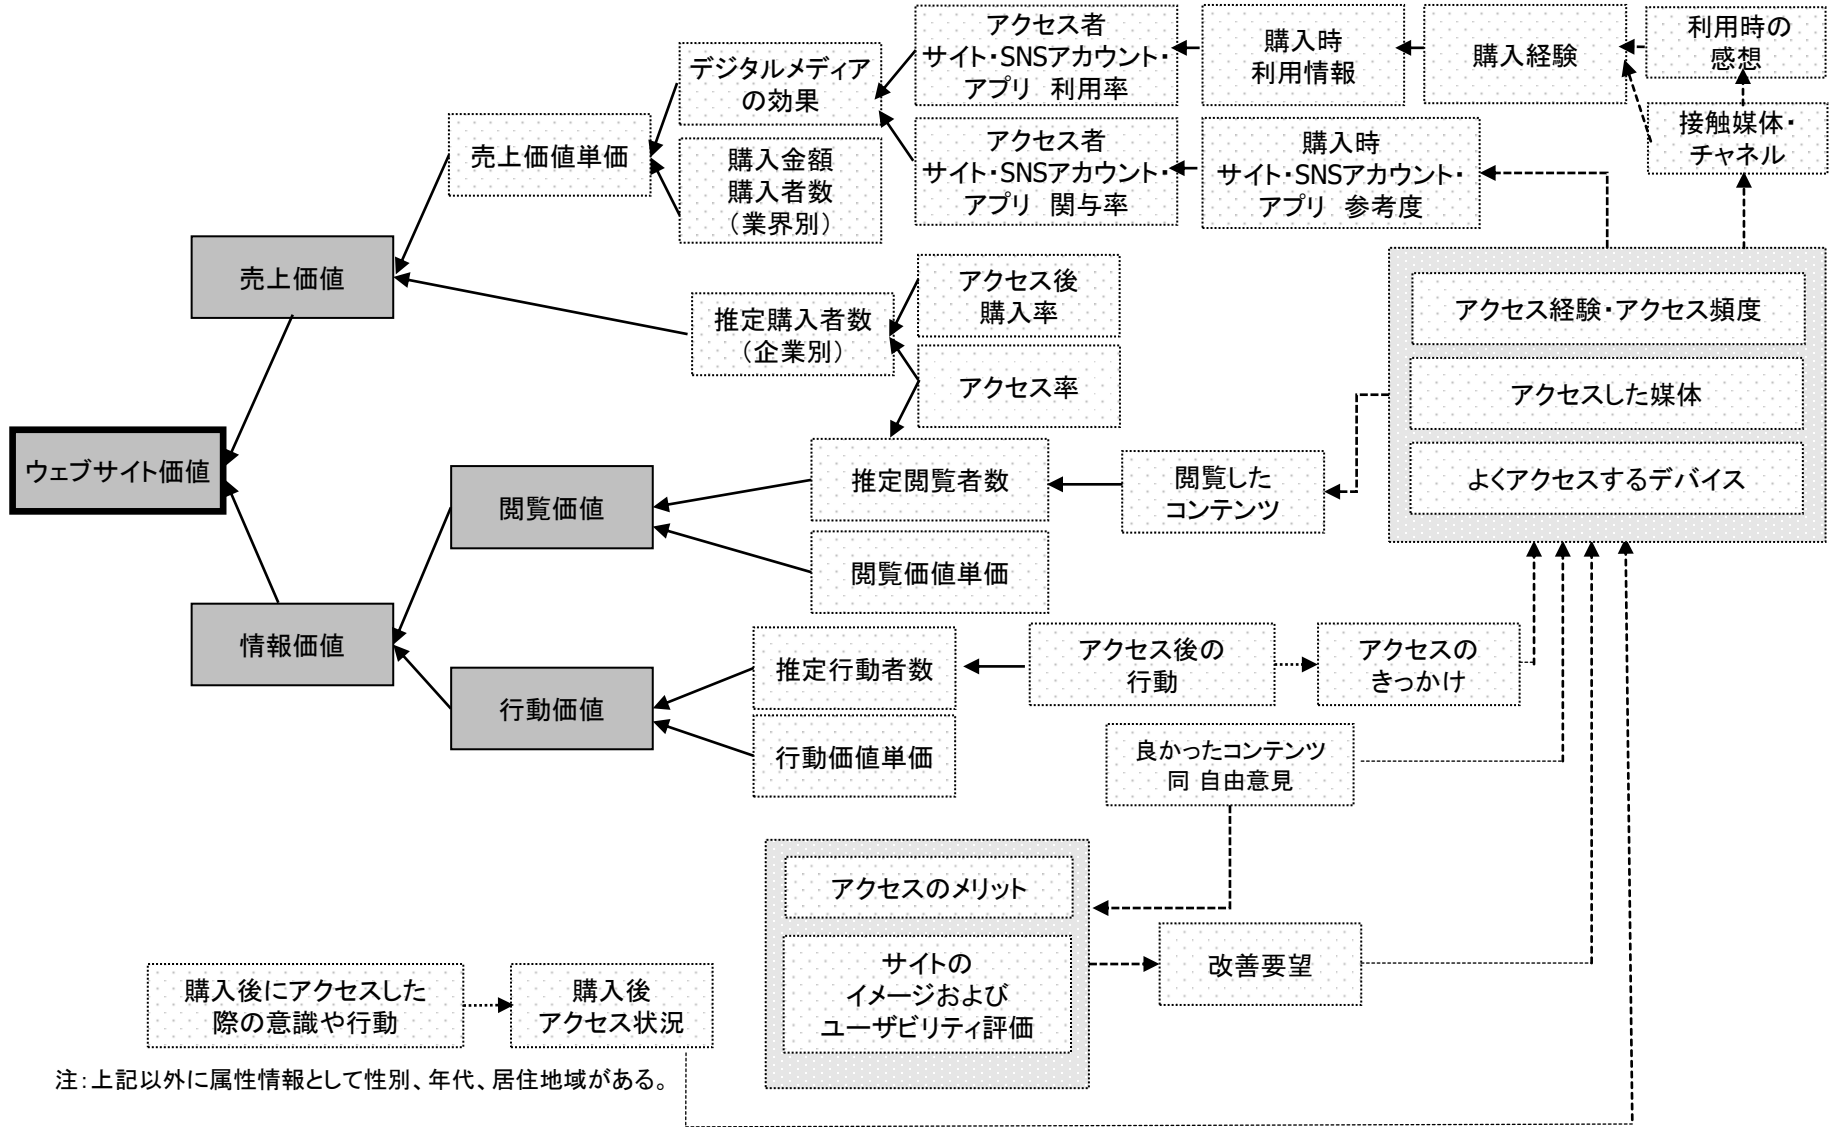 アクセス者
サイト・SNSアカウント・
アプリ 利用率
購入時
利用情報
購入経験
利用時の
感想
デジタルメディア
の効果
接触媒体・
チャネル
売上価値単価
購入金額
購入者数
（業界別）
アクセス者
サイト・SNSアカウント・
アプリ 関与率
購入時
サイト・SNSアカウント・
アプリ 参考度
売上価値
推定購入者数
（企業別）
アクセス後
購入率
アクセス率
アクセス経験・アクセス頻度
アクセスした媒体
よくアクセスするデバイス
ウェブサイト価値
閲覧価値
推定閲覧者数
閲覧した
コンテンツ
閲覧価値単価
情報価値
行動価値
推定行動者数
アクセス後の
行動
アクセスの
きっかけ
行動価値単価
良かったコンテンツ
同 自由意見
アクセスのメリット
サイトの
イメージおよび
ユーザビリティ評価
改善要望
購入後にアクセスした
際の意識や行動
購入後
アクセス状況
注：上記以外に属性情報として性別、年代、居住地域がある。